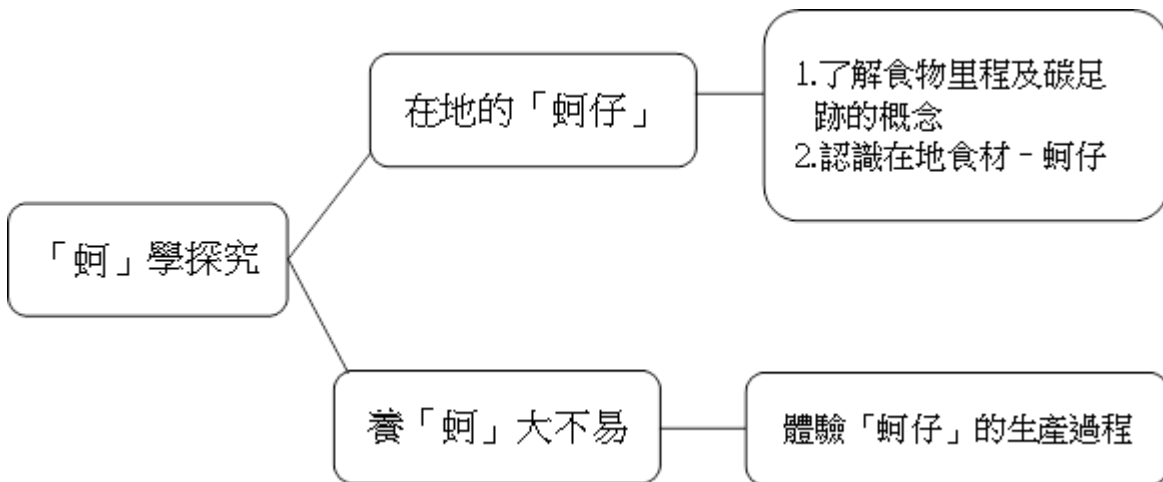 「蚵」學探究
在地的「蚵仔」
1.了解食物里程及碳足
跡的概念
2.認識在地食材-蚵仔
養「蚵」大不易
體驗「蚵仔」的生產過程